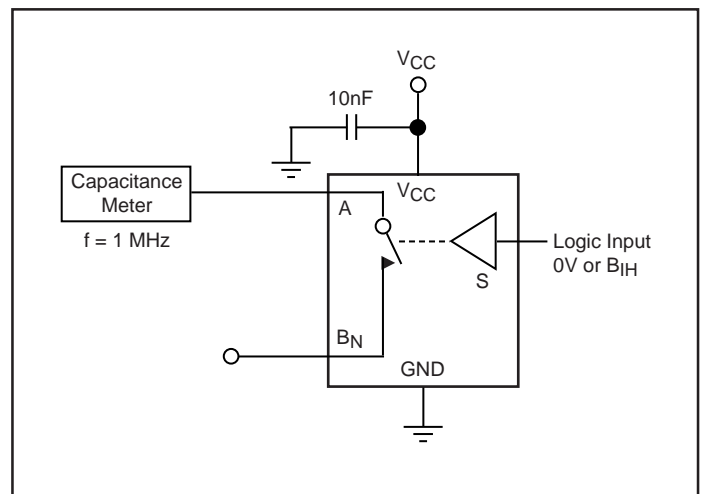 VCC
10nF
Capacitance
Meter
f = 1 MHz
VCC
A
Logic Input
0V or BIH
S
BN
GND